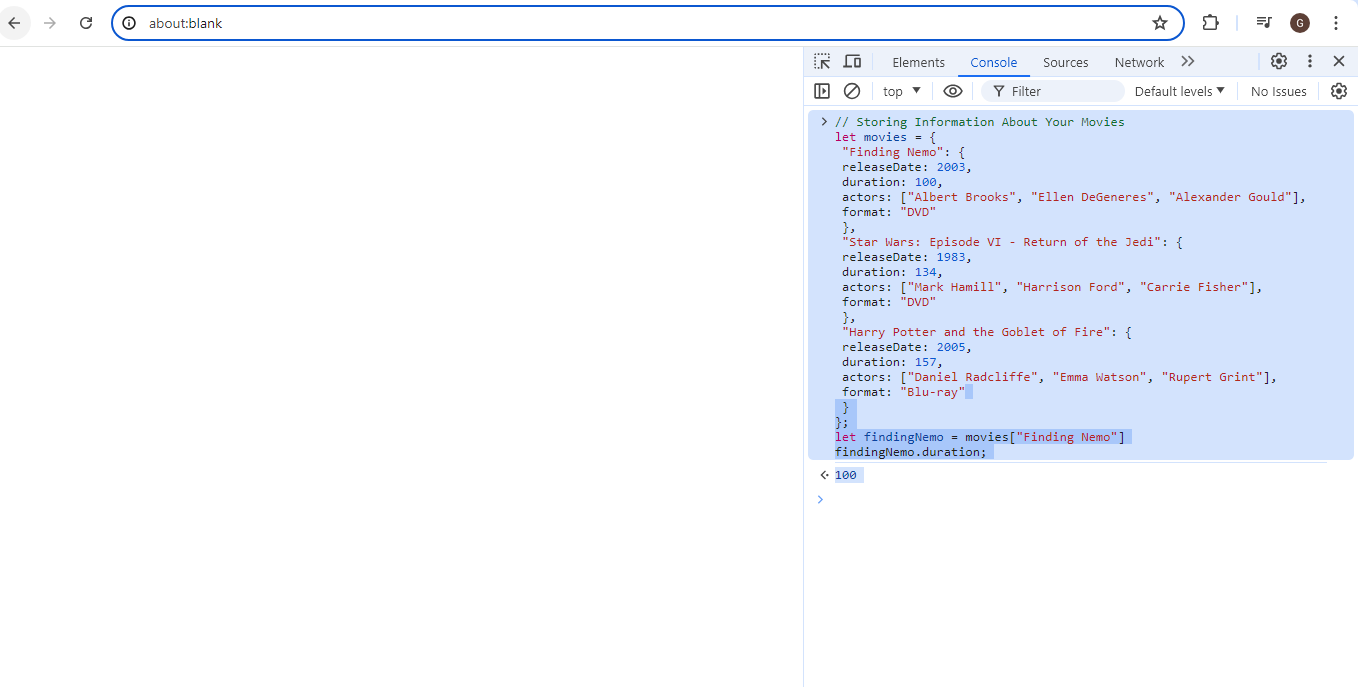 about:blank
G
Elements Console Sources Network
top Filter Default levels No Issues
// Storing Information About Your Movies
let movies = {
"Finding Nemo": {
releaseDate: 2003,
duration: 100,
actors: ["Albert Brooks", "Ellen DeGeneres", "Alexander Gould"],
format: "DVD"
},
"Star Wars: Episode VI - Return of the Jedi": {
releaseDate: 1983,
duration: 134,
actors: ["Mark Hamill", "Harrison Ford", "Carrie Fisher"],
format: "DVD"
},
"Harry Potter and the Goblet of Fire": {
releaseDate: 2005,
duration: 157,
actors: ["Daniel Radcliffe", "Emma Watson", "Rupert Grint"],
format: "Blu-ray"
}
};
let findingNemo = movies["Finding Nemo"]
findingNemo.duration;
100